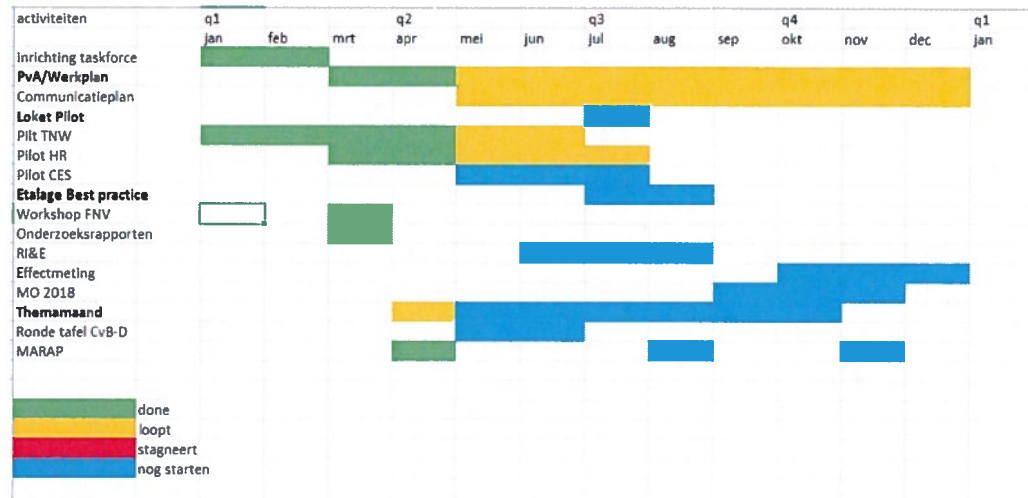 activiteiten q1 q2 q3 q4 q1
jan feb mrt apr mei jun jul aug sep okt nov dec jan
inrichting taskforce
PvA/Werkplan
Communicatieplan
Loket Pilot
Pilt TNW
Pilot HR
Pilot CES
Etalage Best practice
Workshop FNV
Onderzoeksrapporten
RI&E
Effectmeting
MO 2018
Themamaand
Ronde tafel CvB-D
MARAP
done
loopt
stagneert
nog starten